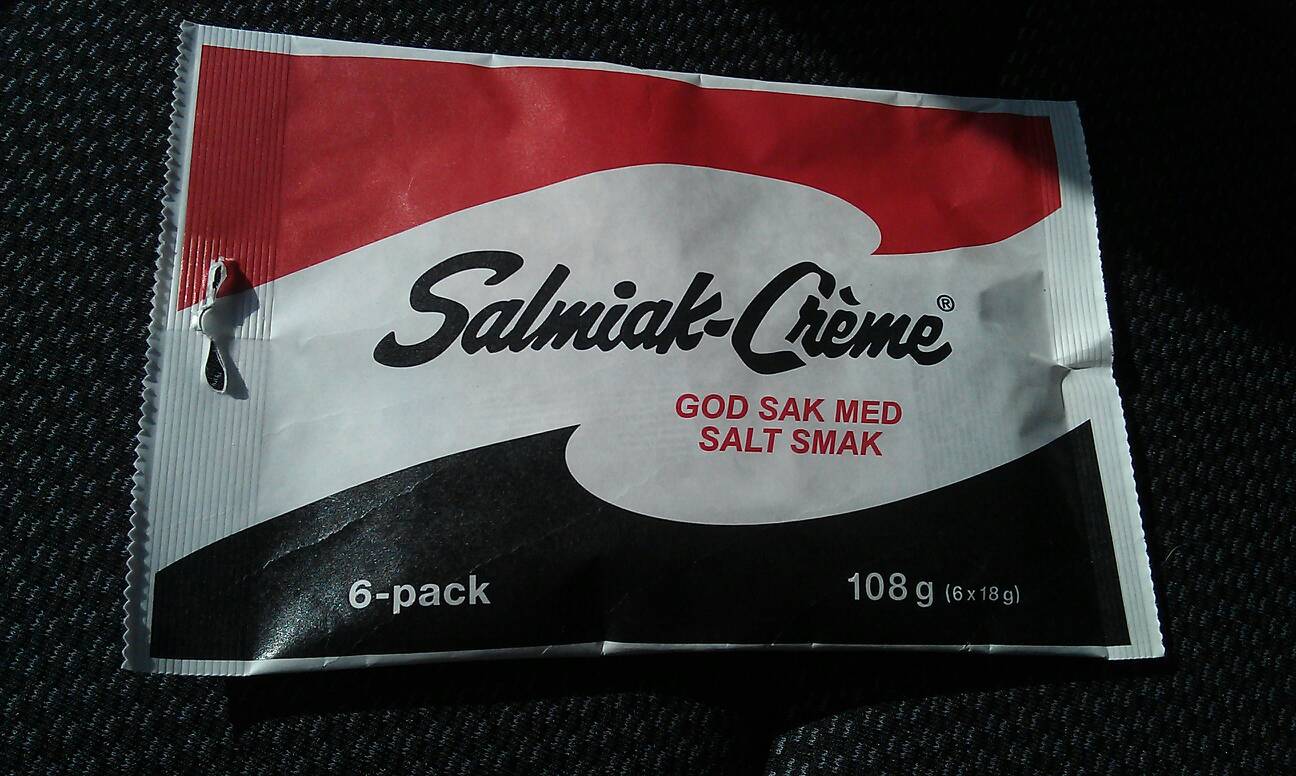 Salmiak-Crème®
GOD SAK MED
SALT SMAK
6-pack
108 g (6 x 18 g)